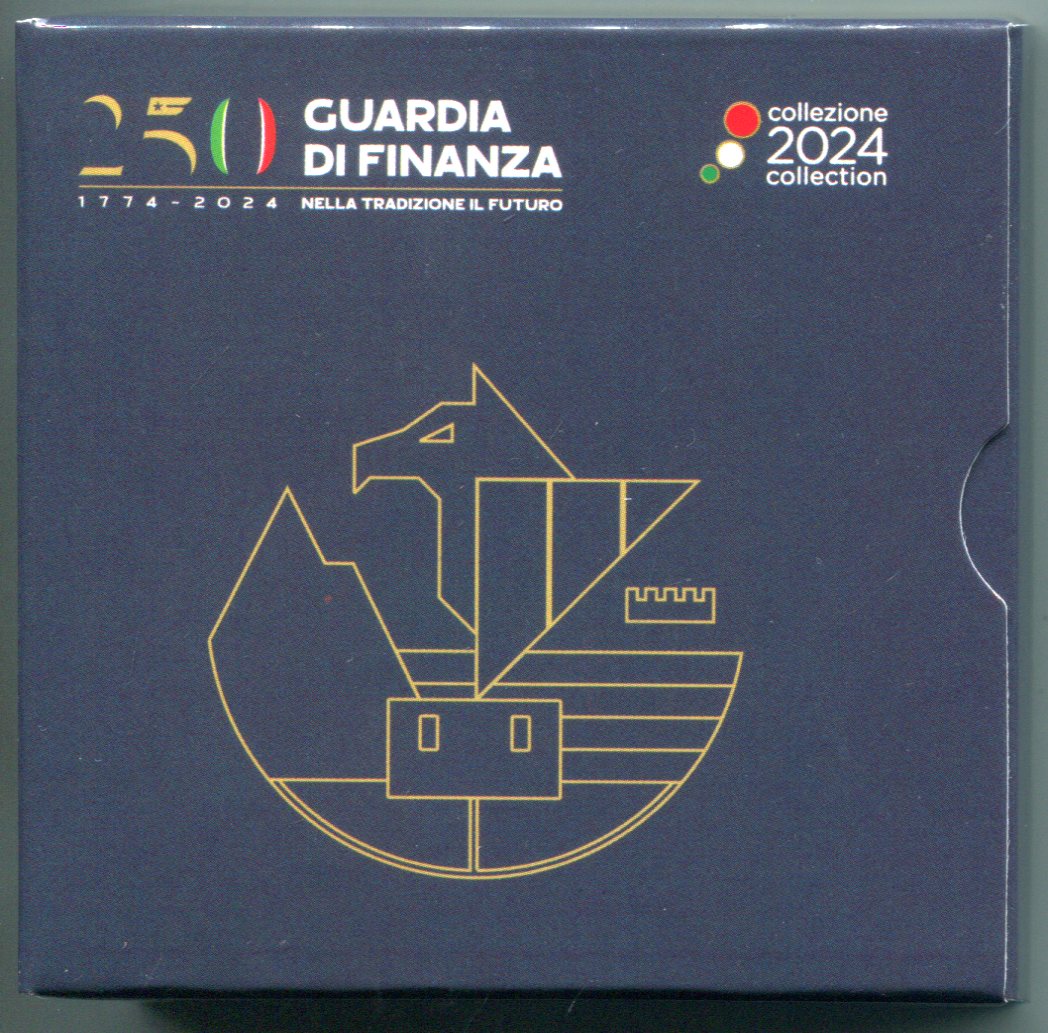 250 GUARDIA
DI FINANZA
1774-2024 NELLA TRADIZIONE IL FUTURO
collezione
2024
collection